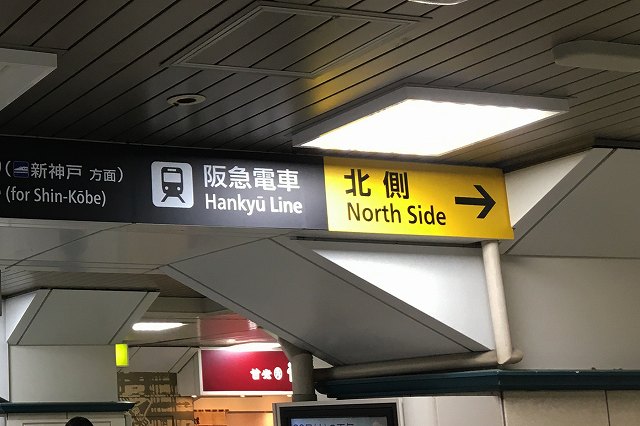 (新神戸 方面)
(for Shin-Kōbe)
阪急電車
Hankyū Line
北側
North Side